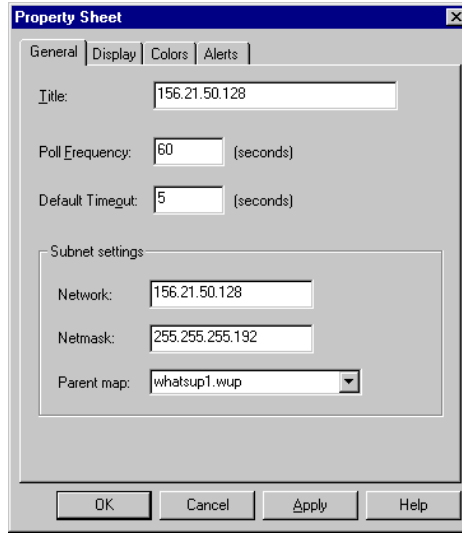 Property Sheet
General Display Colors Alerts
Title: 156.21.50.128
Poll Frequency: 60 (seconds)
Default Timeout: 5 (seconds)
Subnet settings
Network: 156.21.50.128
Netmask: 255.255.255.192
Parent map: whatsup1.wup
OK Cancel Apply Help